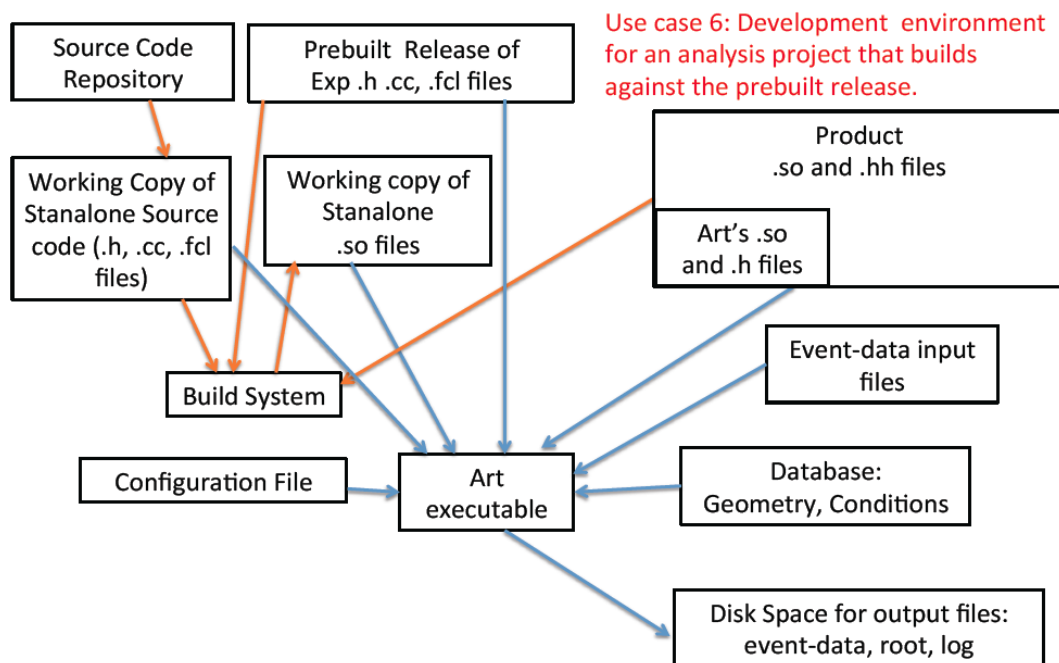 Use case 6: Development environment
for an analysis project that builds
against the prebuilt release.
Source Code
Repository
Prebuilt Release of
Exp .h .cc, .fcl files
Product
.so and .hh files
Art's .so
and .h files
Working Copy of
Stanalone Source
code (.h, .cc, .fcl
files)
Working copy of
Stanalone
.so files
Event-data input
files
Build System
Configuration File
Art
executable
Database:
Geometry, Conditions
Disk Space for output files:
event-data, root, log